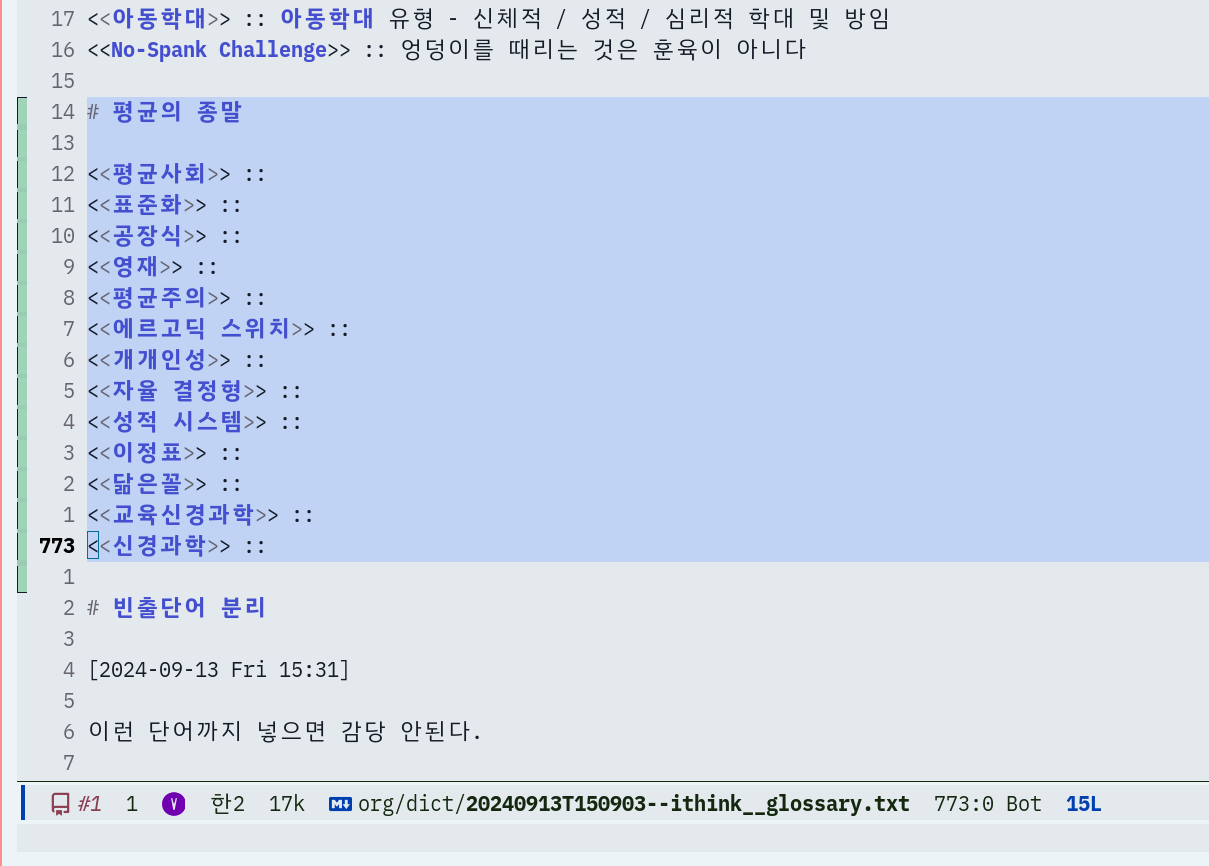 17 <<아동학대>> :: 아동학대 유형 - 신체적 / 성적 / 심리적 학대 및 방임
16 <<No-Spank Challenge>> :: 엉덩이를 때리는 것은 훈육이 아니다
15
14 # 평균의 종말
13
12 <<평균사회>> ::
11 <<표준화>> ::
10 <<공장식>> ::
9 <<영재>> ::
8 <<평균주의>> ::
7 <<에르고딕 스위치>> ::
6 <<개개인성>> ::
5 <<자율 결정형>> ::
4 <<성적 시스템>> ::
3 <<이정표>> ::
2 <<닮은꼴>> ::
1 <<교육신경과학>> ::
773 <<신경과학>> ::
1
2 # 빈출단어 분리
3
4 [2024-09-13 Fri 15:31]
5
6 이런 단어까지 넣으면 감당 안된다.
7
#1 1 V 한2 17k M↓ org/dict/20240913T150903--ithink__glossary.txt 773:0 Bot 15L